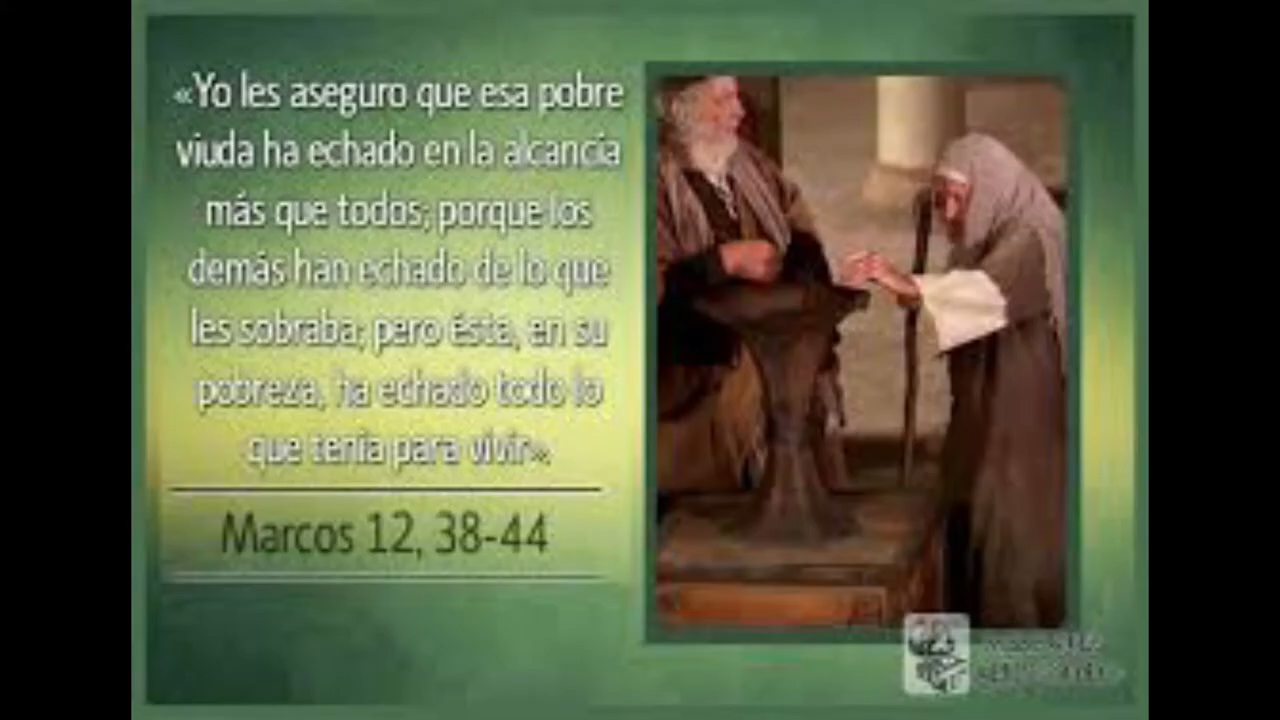 «Yo les aseguro que esa pobre
viuda ha echado en la alcancía
más que todos; porque los
demás han echado de lo que
les sobraba; pero ésta, en su
pobreza, ha echado todo lo
que tenía para vivir».
Marcos 12, 38-44